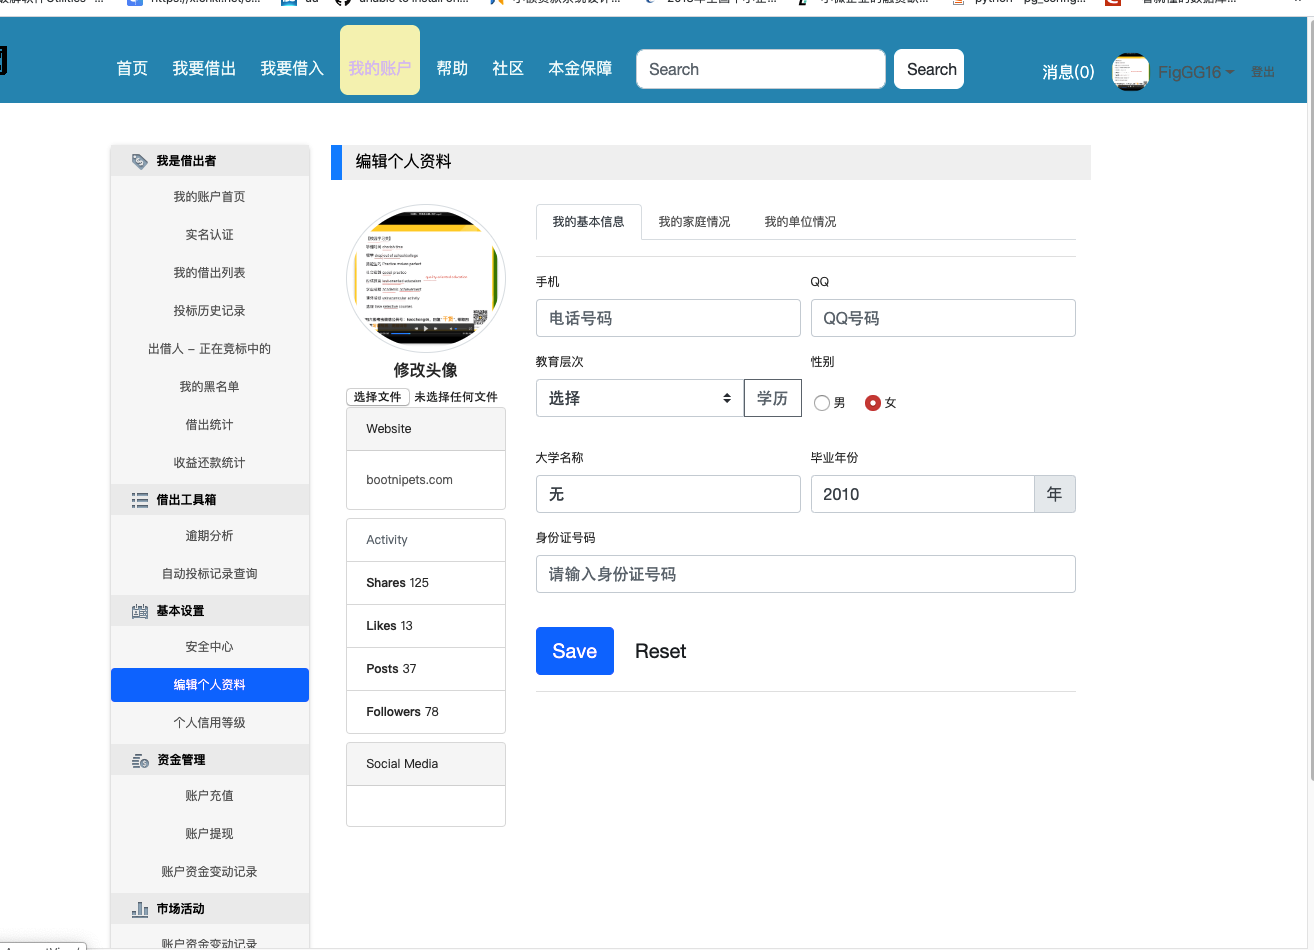 首页 我要借出 我要借入 我的账户 帮助 社区 本金保障 Search Search 消息(0) FigGG16 登出
我是借出者
我的账户首页
实名认证
我的借出列表
投标历史记录
出借人 – 正在竟标中的
我的黑名单
借出统计
收益还款统计
借出工具箱
逾期分析
自动投标记录查询
基本设置
安全中心
编辑个人资料
个人信用等级
资金管理
账户充值
账户提现
账户资金变动记录
市场活动
账户资金变动记录
编辑个人资料
修改头像
选择文件 未选择任何文件
Website
bootnipets.com
Activity
Shares 125
Likes 13
Posts 37
Followers 78
Social Media
我的基本信息 我的家庭情况 我的单位情况
手机 QQ
电话号码 QQ号码
教育层次 性别
选择 学历 男 女
大学名称 毕业年份
无 2010 年
身份证号码
请输入身份证号码
Save Reset